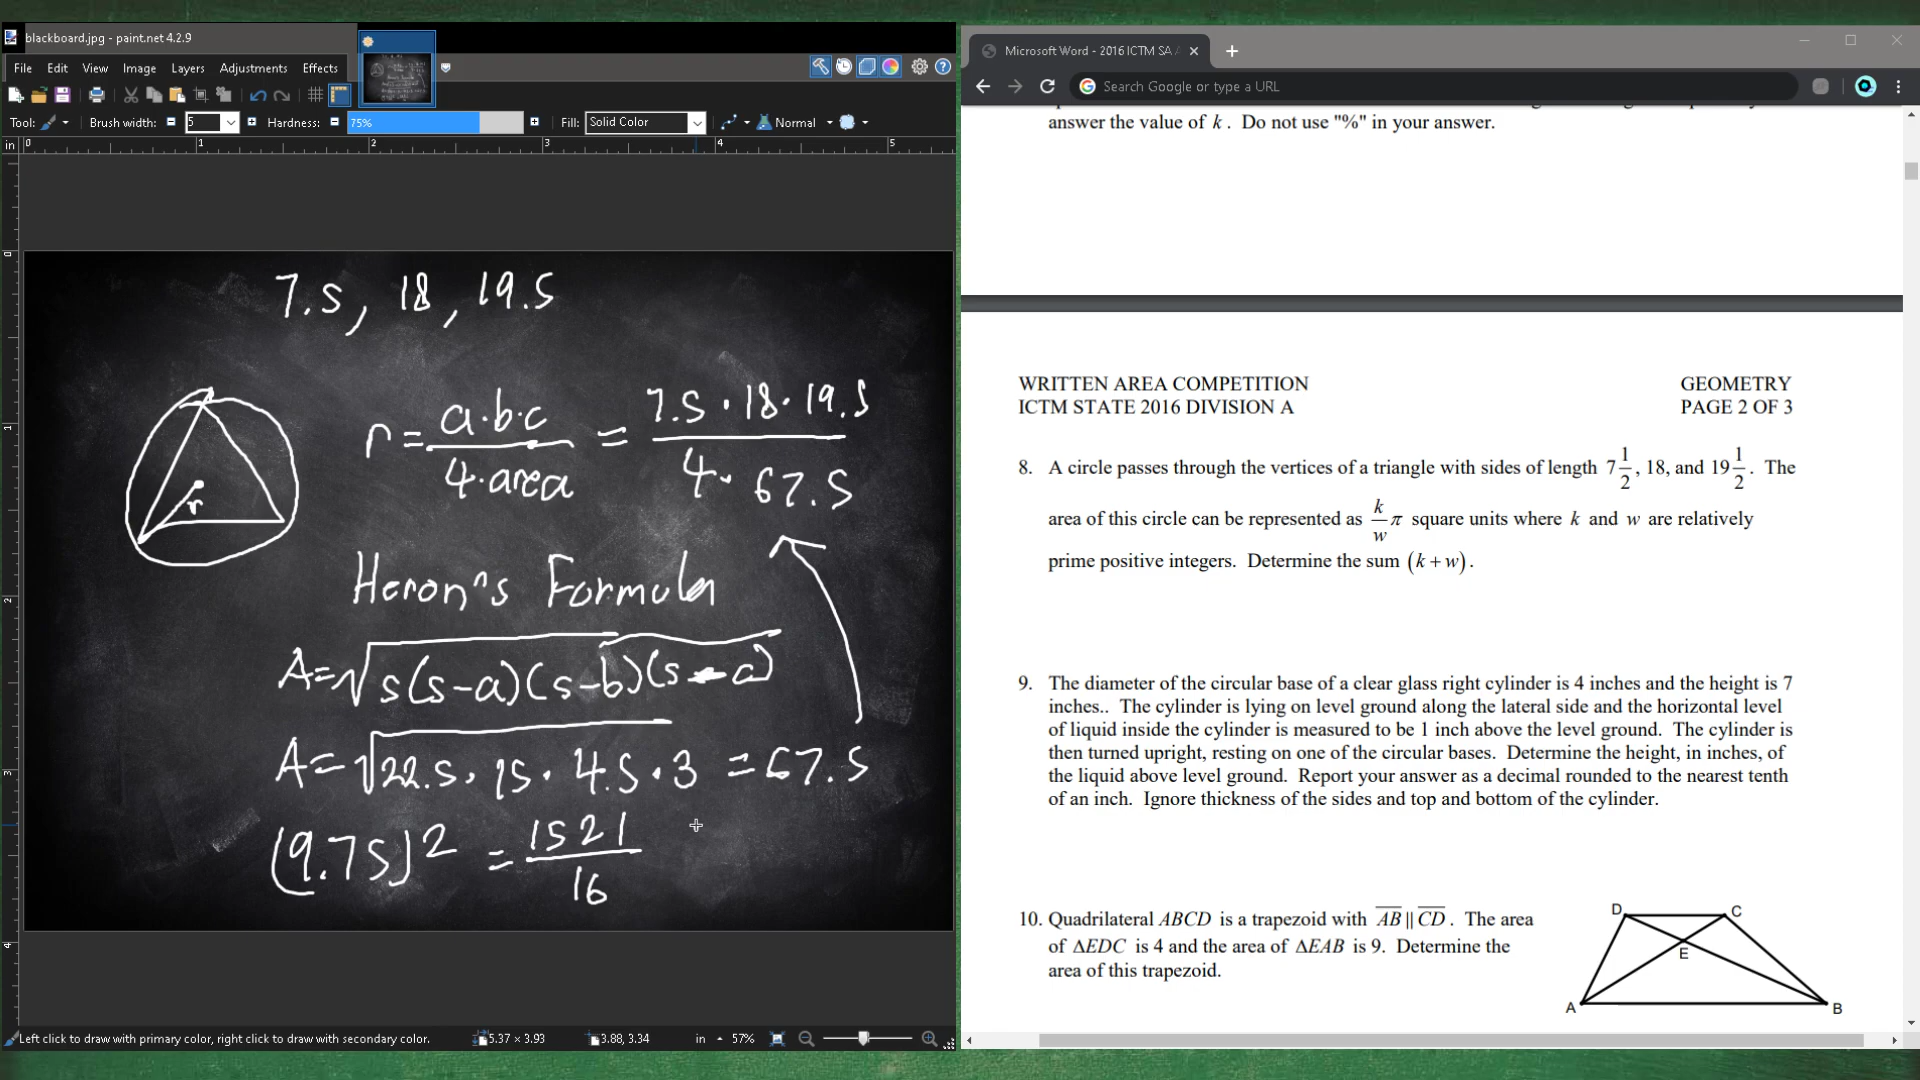 blackboard.jpg - paint.net 4.2.9
File Edit View Image Layers Adjustments Effects
Tool: Brush width: 5 Hardness: 75% Fill: Solid Color Normal
in 0 1 2 3 4 5
0
1
2
3
4
7.5, 18, 19.5
r = a·b·c / 4·area = 7.5·18·19.5 / 4·67.5
r
Heron's Formula
A=√s(s-a)(s-b)(s-c)
A=√22.5·15·4.5·3 = 67.5
(9.75)² = 1521/16
Left click to draw with primary color, right click to draw with secondary color. 5.37 × 3.93 3.88, 3.34 in 57%
Microsoft Word - 2016 ICTM SA
Search Google or type a URL
answer the value of k . Do not use "%" in your answer.
WRITTEN AREA COMPETITION GEOMETRY
ICTM STATE 2016 DIVISION A PAGE 2 OF 3
8. A circle passes through the vertices of a triangle with sides of length 7 1/2, 18, and 19 1/2. The
area of this circle can be represented as k/w π square units where k and w are relatively
prime positive integers. Determine the sum (k+w).
9. The diameter of the circular base of a clear glass right cylinder is 4 inches and the height is 7
inches.. The cylinder is lying on level ground along the lateral side and the horizontal level
of liquid inside the cylinder is measured to be 1 inch above the level ground. The cylinder is
then turned upright, resting on one of the circular bases. Determine the height, in inches, of
the liquid above level ground. Report your answer as a decimal rounded to the nearest tenth
of an inch. Ignore thickness of the sides and top and bottom of the cylinder.
10. Quadrilateral ABCD is a trapezoid with A̅B̅ || C̅D̅. The area
of ΔEDC is 4 and the area of ΔEAB is 9. Determine the
area of this trapezoid.
D C
E
A B